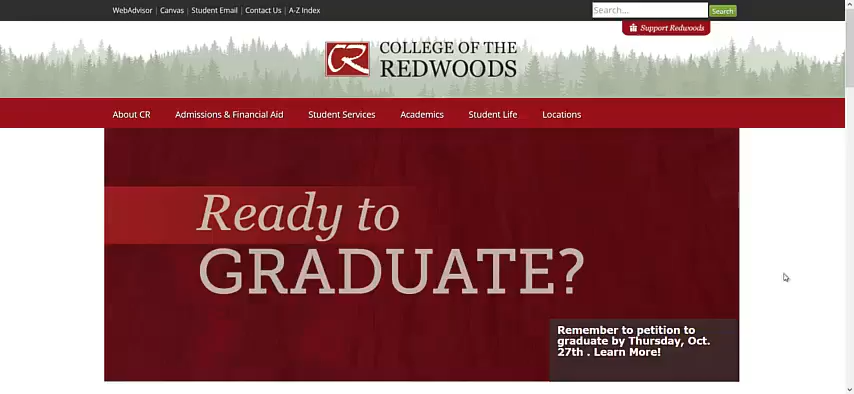 WebAdvisor | Canvas | Student Email | Contact Us | A-Z Index
Search...
Search
Support Redwoods
CR
COLLEGE OF THE
REDWOODS
About CR
Admissions & Financial Aid
Student Services
Academics
Student Life
Locations
Ready to
GRADUATE?
Remember to petition to
graduate by Thursday, Oct.
27th . Learn More!